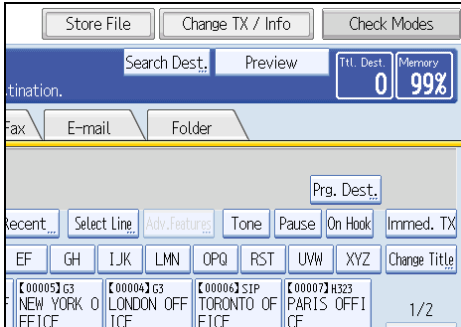 Store File Change TX / Info Check Modes
Search Dest. Preview Ttl. Dest. Memory
tination. 0 99%
Fax E-mail Folder
Prg. Dest.
Recent Select Line Adv.Features Tone Pause On Hook Immed. TX
EF GH IJK LMN OPQ RST UVW XYZ Change Title
【00005】G3 【00004】G3 【00006】SIP 【00007】H323
NEW YORK O LONDON OFF TORONTO OF PARIS OFFI 1/2
FFICE ICE FICE CE